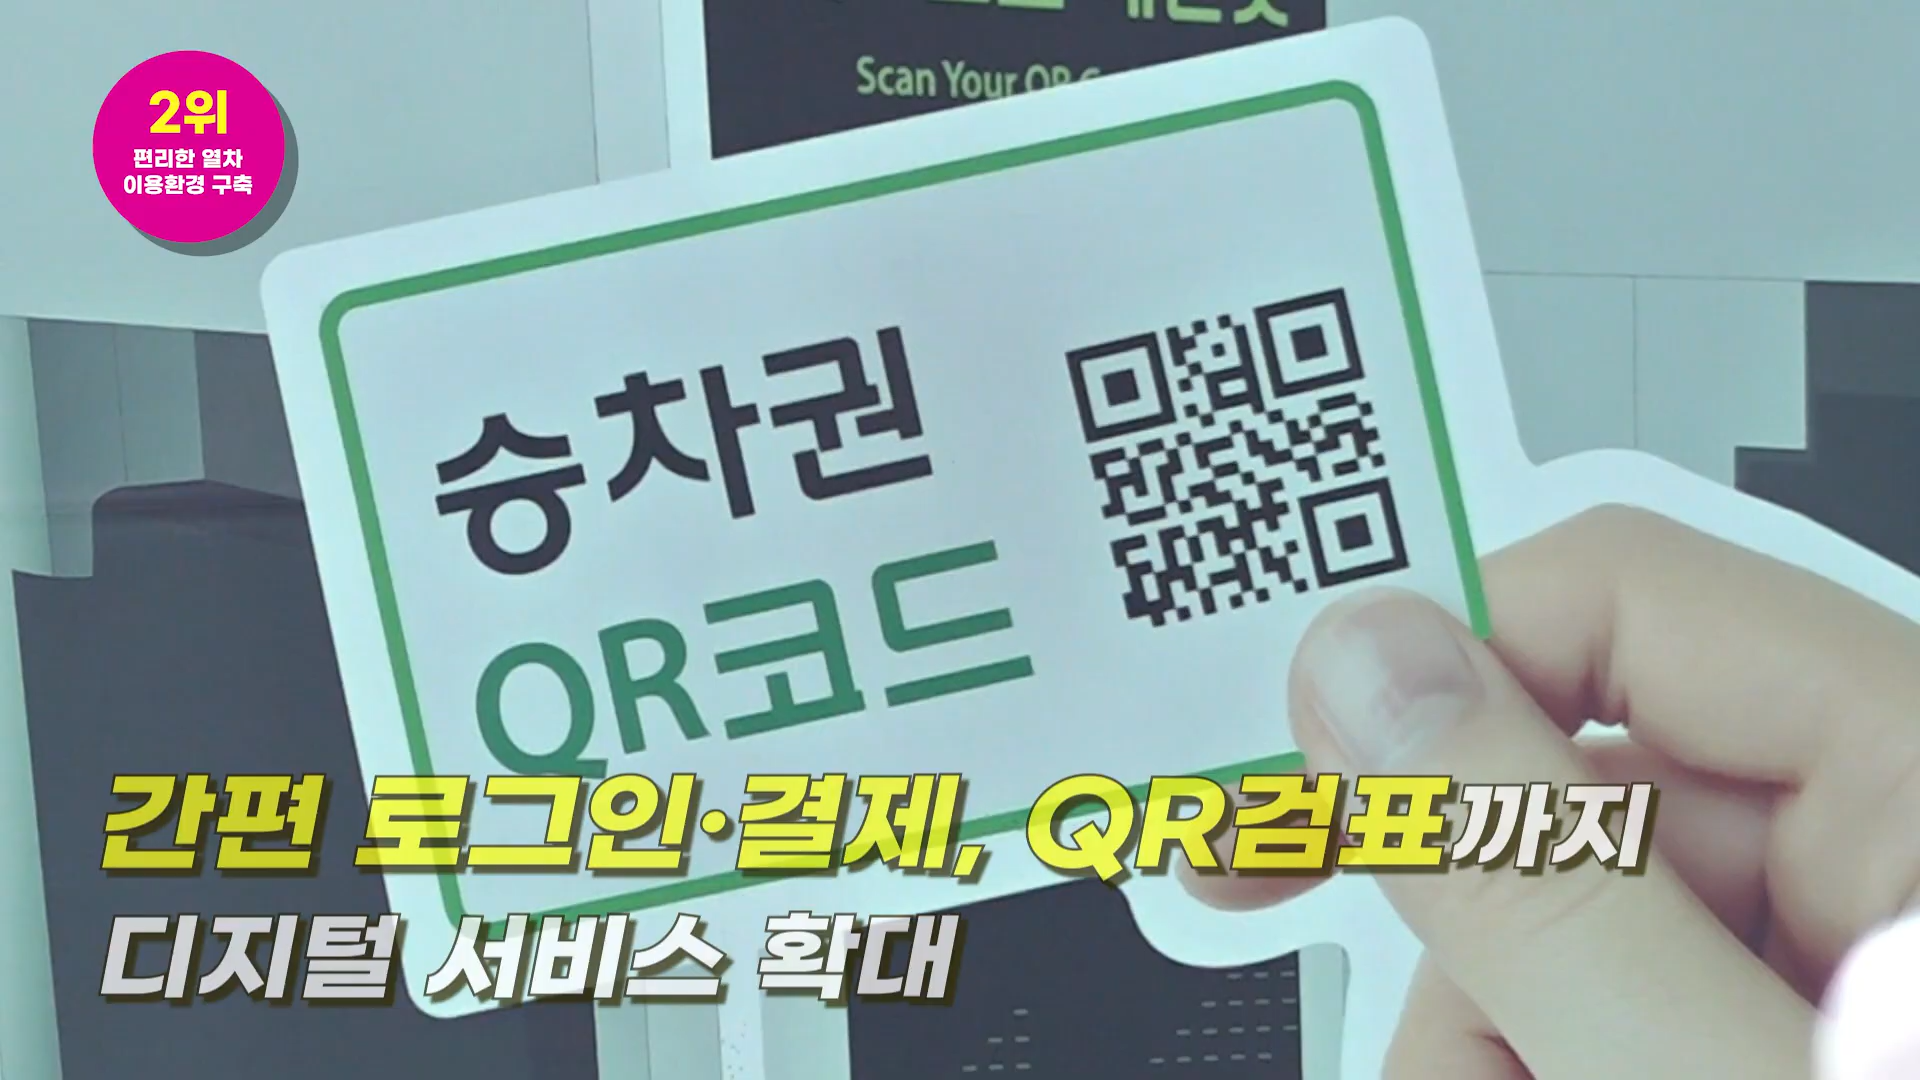 2위
편리한 열차
이용환경 구축
Scan Your QR
승차권
QR코드
간편 로그인·결제, QR검표까지
디지털 서비스 확대